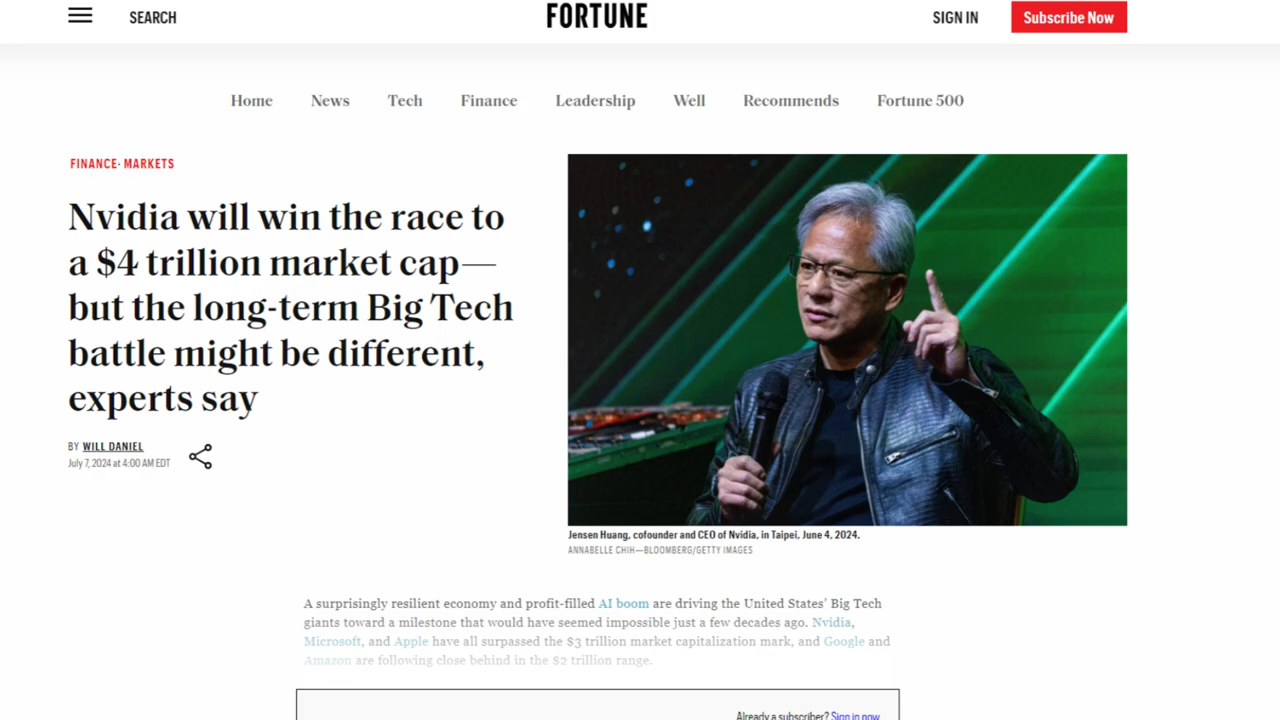 SEARCH
FORTUNE
SIGN IN
Subscribe Now
Home
News
Tech
Finance
Leadership
Well
Recommends
Fortune 500
FINANCE· MARKETS
Nvidia will win the race to
a $4 trillion market cap—
but the long-term Big Tech
battle might be different,
experts say
BY WILL DANIEL
July 7, 2024 at 4:00 AM EDT
Jensen Huang, cofounder and CEO of Nvidia, in Taipei, June 4, 2024.
ANNABELLE CHIH—BLOOMBERG/GETTY IMAGES
A surprisingly resilient economy and profit-filled AI boom are driving the United States' Big Tech
giants toward a milestone that would have seemed impossible just a few decades ago. Nvidia,
Microsoft, and Apple have all surpassed the $3 trillion market capitalization mark, and Google and
Amazon are following close behind in the $2 trillion range.
Already a subscriber? Sign in now